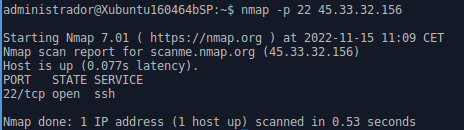 administrador@Xubuntu160464bSP:~$ nmap -p 22 45.33.32.156
Starting Nmap 7.01 ( https://nmap.org ) at 2022-11-15 11:09 CET
Nmap scan report for scanme.nmap.org (45.33.32.156)
Host is up (0.077s latency).
PORT   STATE SERVICE
22/tcp open  ssh
Nmap done: 1 IP address (1 host up) scanned in 0.53 seconds